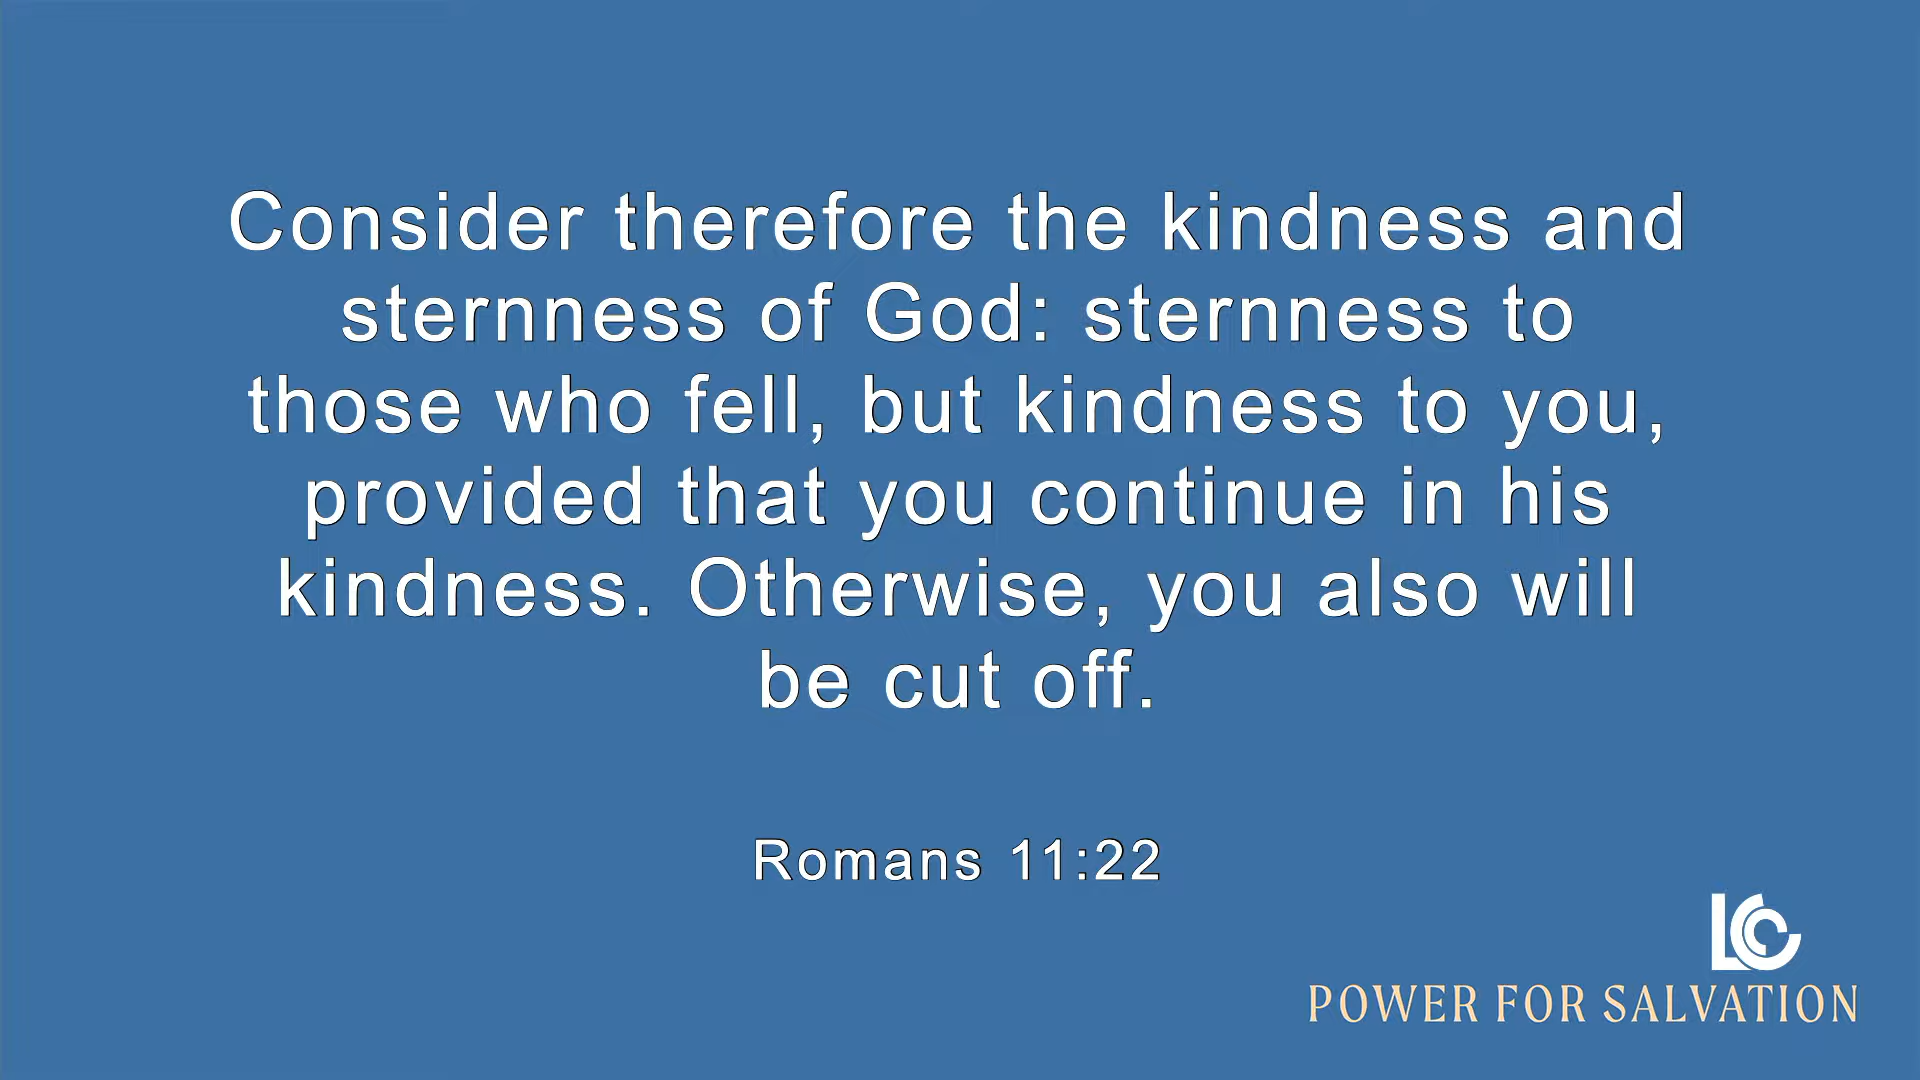 Consider therefore the kindness and
sternness of God: sternness to
those who fell, but kindness to you,
provided that you continue in his
kindness. Otherwise, you also will
be cut off.
Romans 11:22
LCC
POWER FOR SALVATION